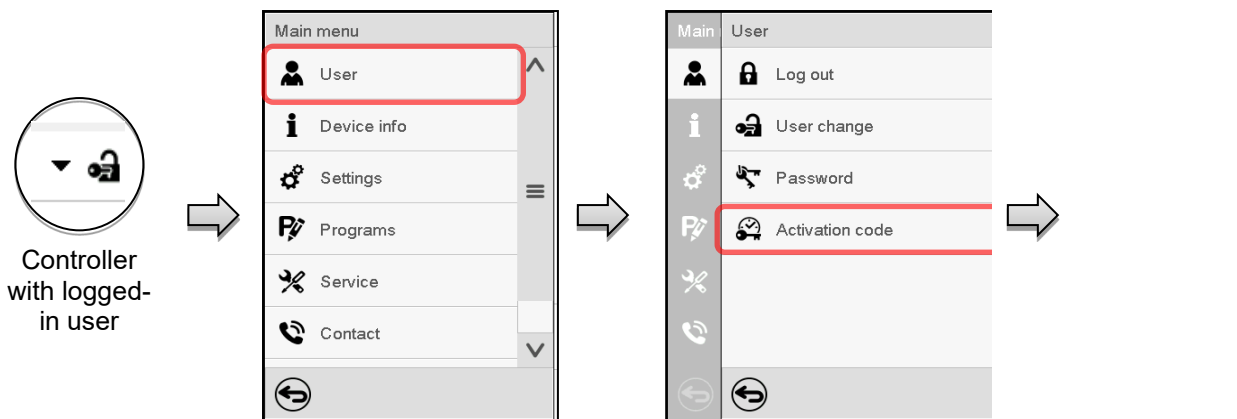 Controller
with logged-
in user
Main menu
User
Device info
Settings
Programs
Service
Contact
Main
User
Log out
User change
Password
Activation code